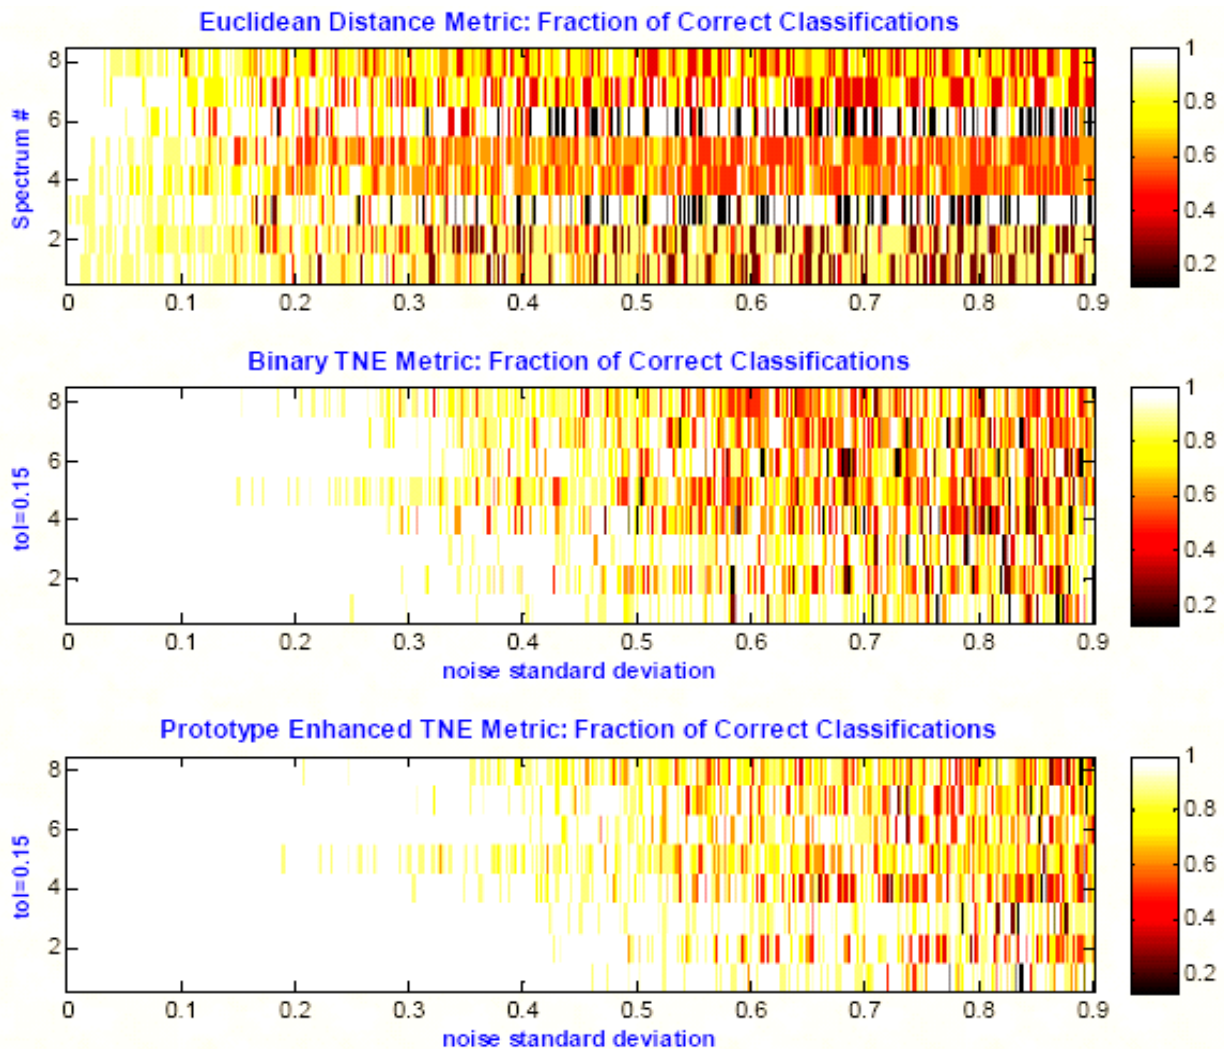 Euclidean Distance Metric: Fraction of Correct Classifications
Spectrum #
8
6
4
2
0 0.1 0.2 0.3 0.4 0.5 0.6 0.7 0.8 0.9
1
0.8
0.6
0.4
0.2
Binary TNE Metric: Fraction of Correct Classifications
tol=0.15
8
6
4
2
0 0.1 0.2 0.3 0.4 0.5 0.6 0.7 0.8 0.9
noise standard deviation
1
0.8
0.6
0.4
0.2
Prototype Enhanced TNE Metric: Fraction of Correct Classifications
tol=0.15
8
6
4
2
0 0.1 0.2 0.3 0.4 0.5 0.6 0.7 0.8 0.9
noise standard deviation
1
0.8
0.6
0.4
0.2